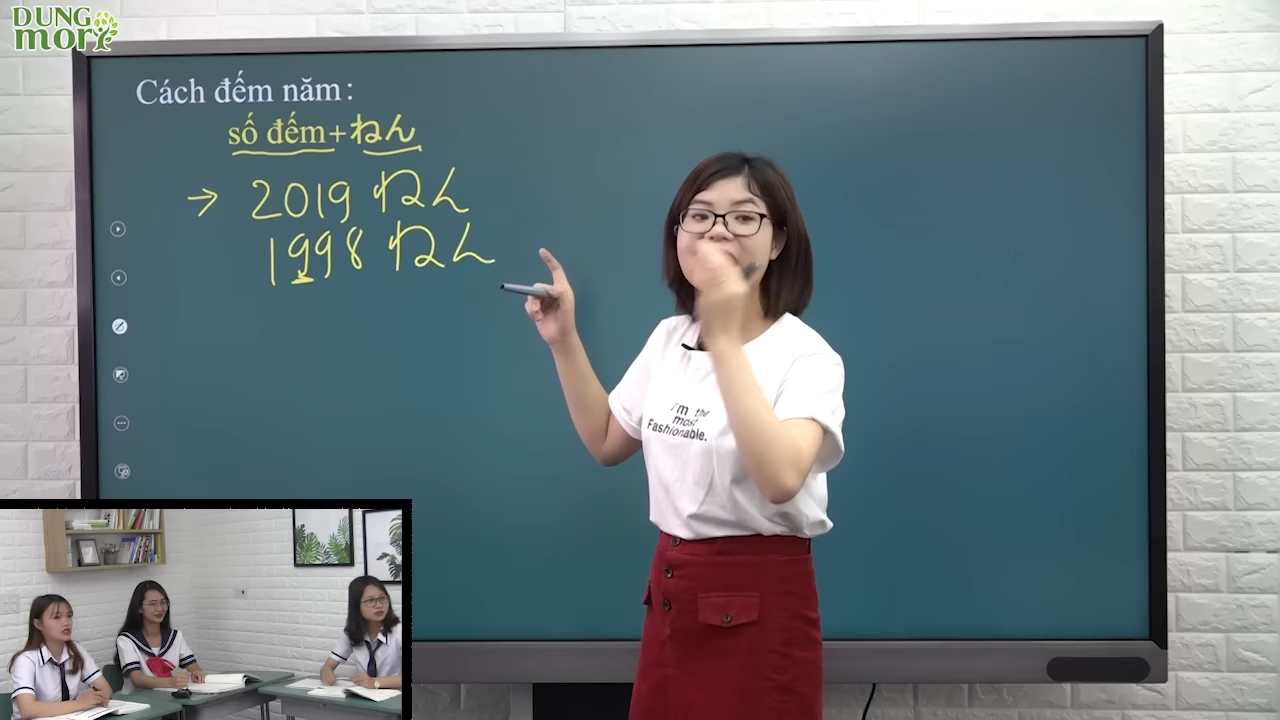 DUNG
mori
Cách đếm năm:
số đếm+ねん
→ 2019 ねん
1998 ねん
I'm the
most
Fashionable.